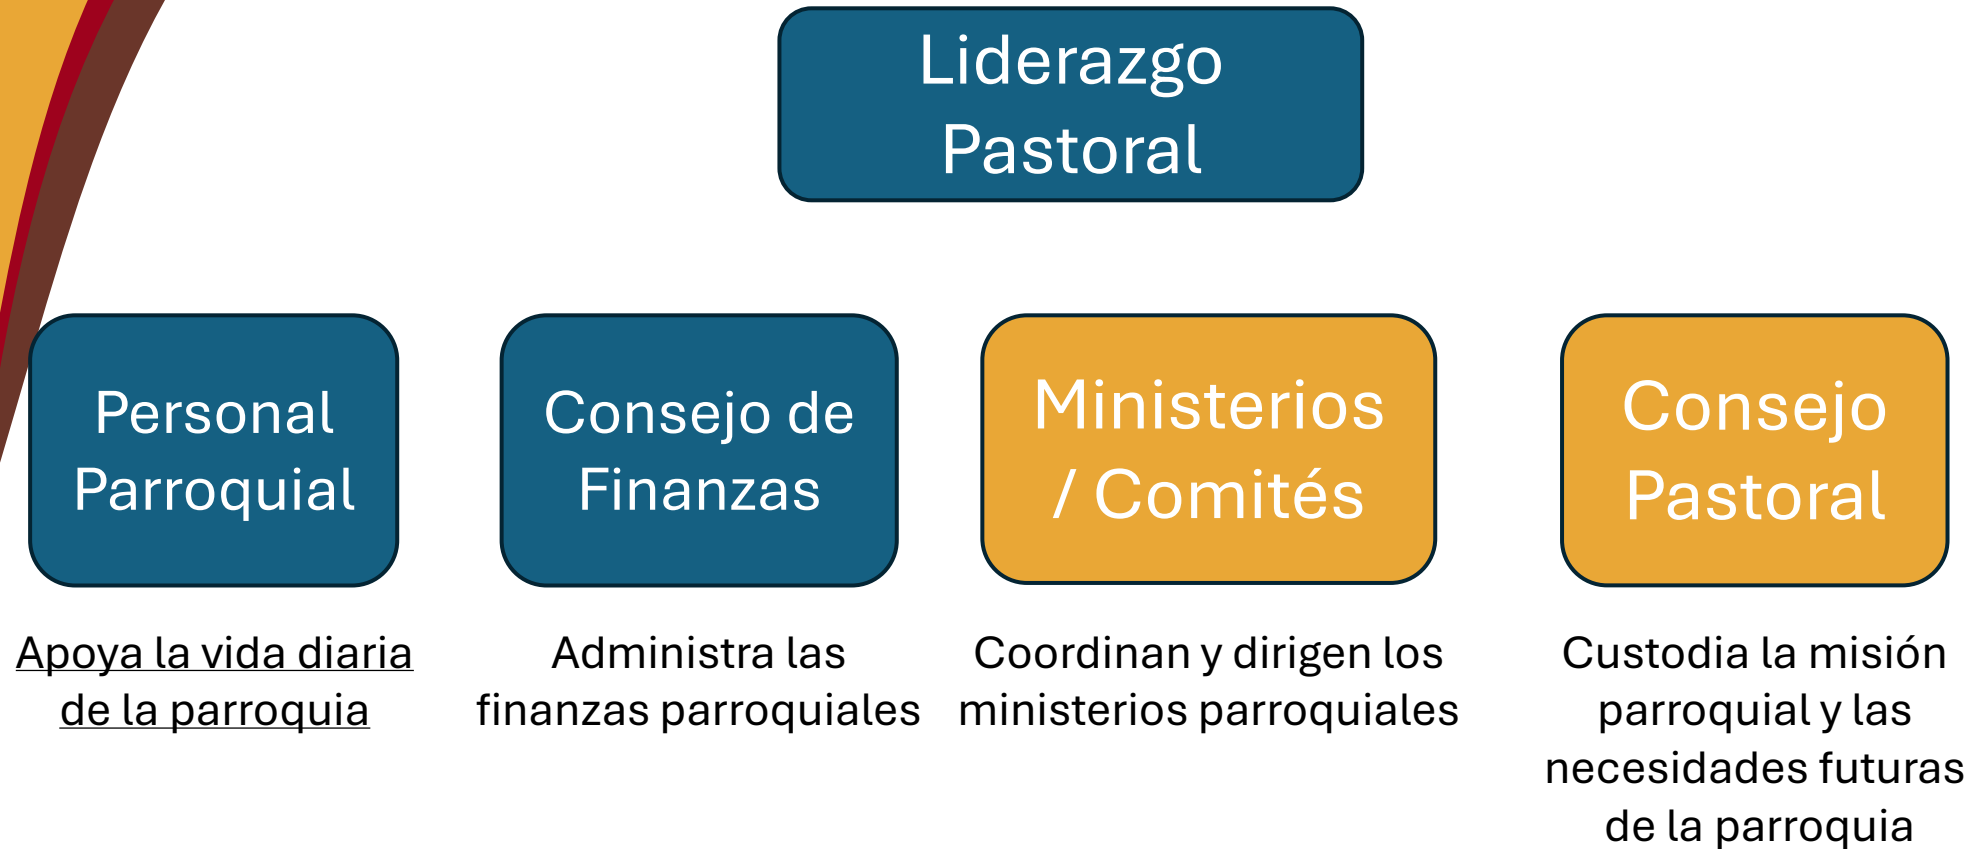 Liderazgo
Pastoral
Personal
Parroquial
Apoya la vida diaria
de la parroquia
Consejo de
Finanzas
Administra las
finanzas parroquiales
Ministerios
/ Comités
Coordinan y dirigen los
ministerios parroquiales
Consejo
Pastoral
Custodia la misión
parroquial y las
necesidades futuras
de la parroquia